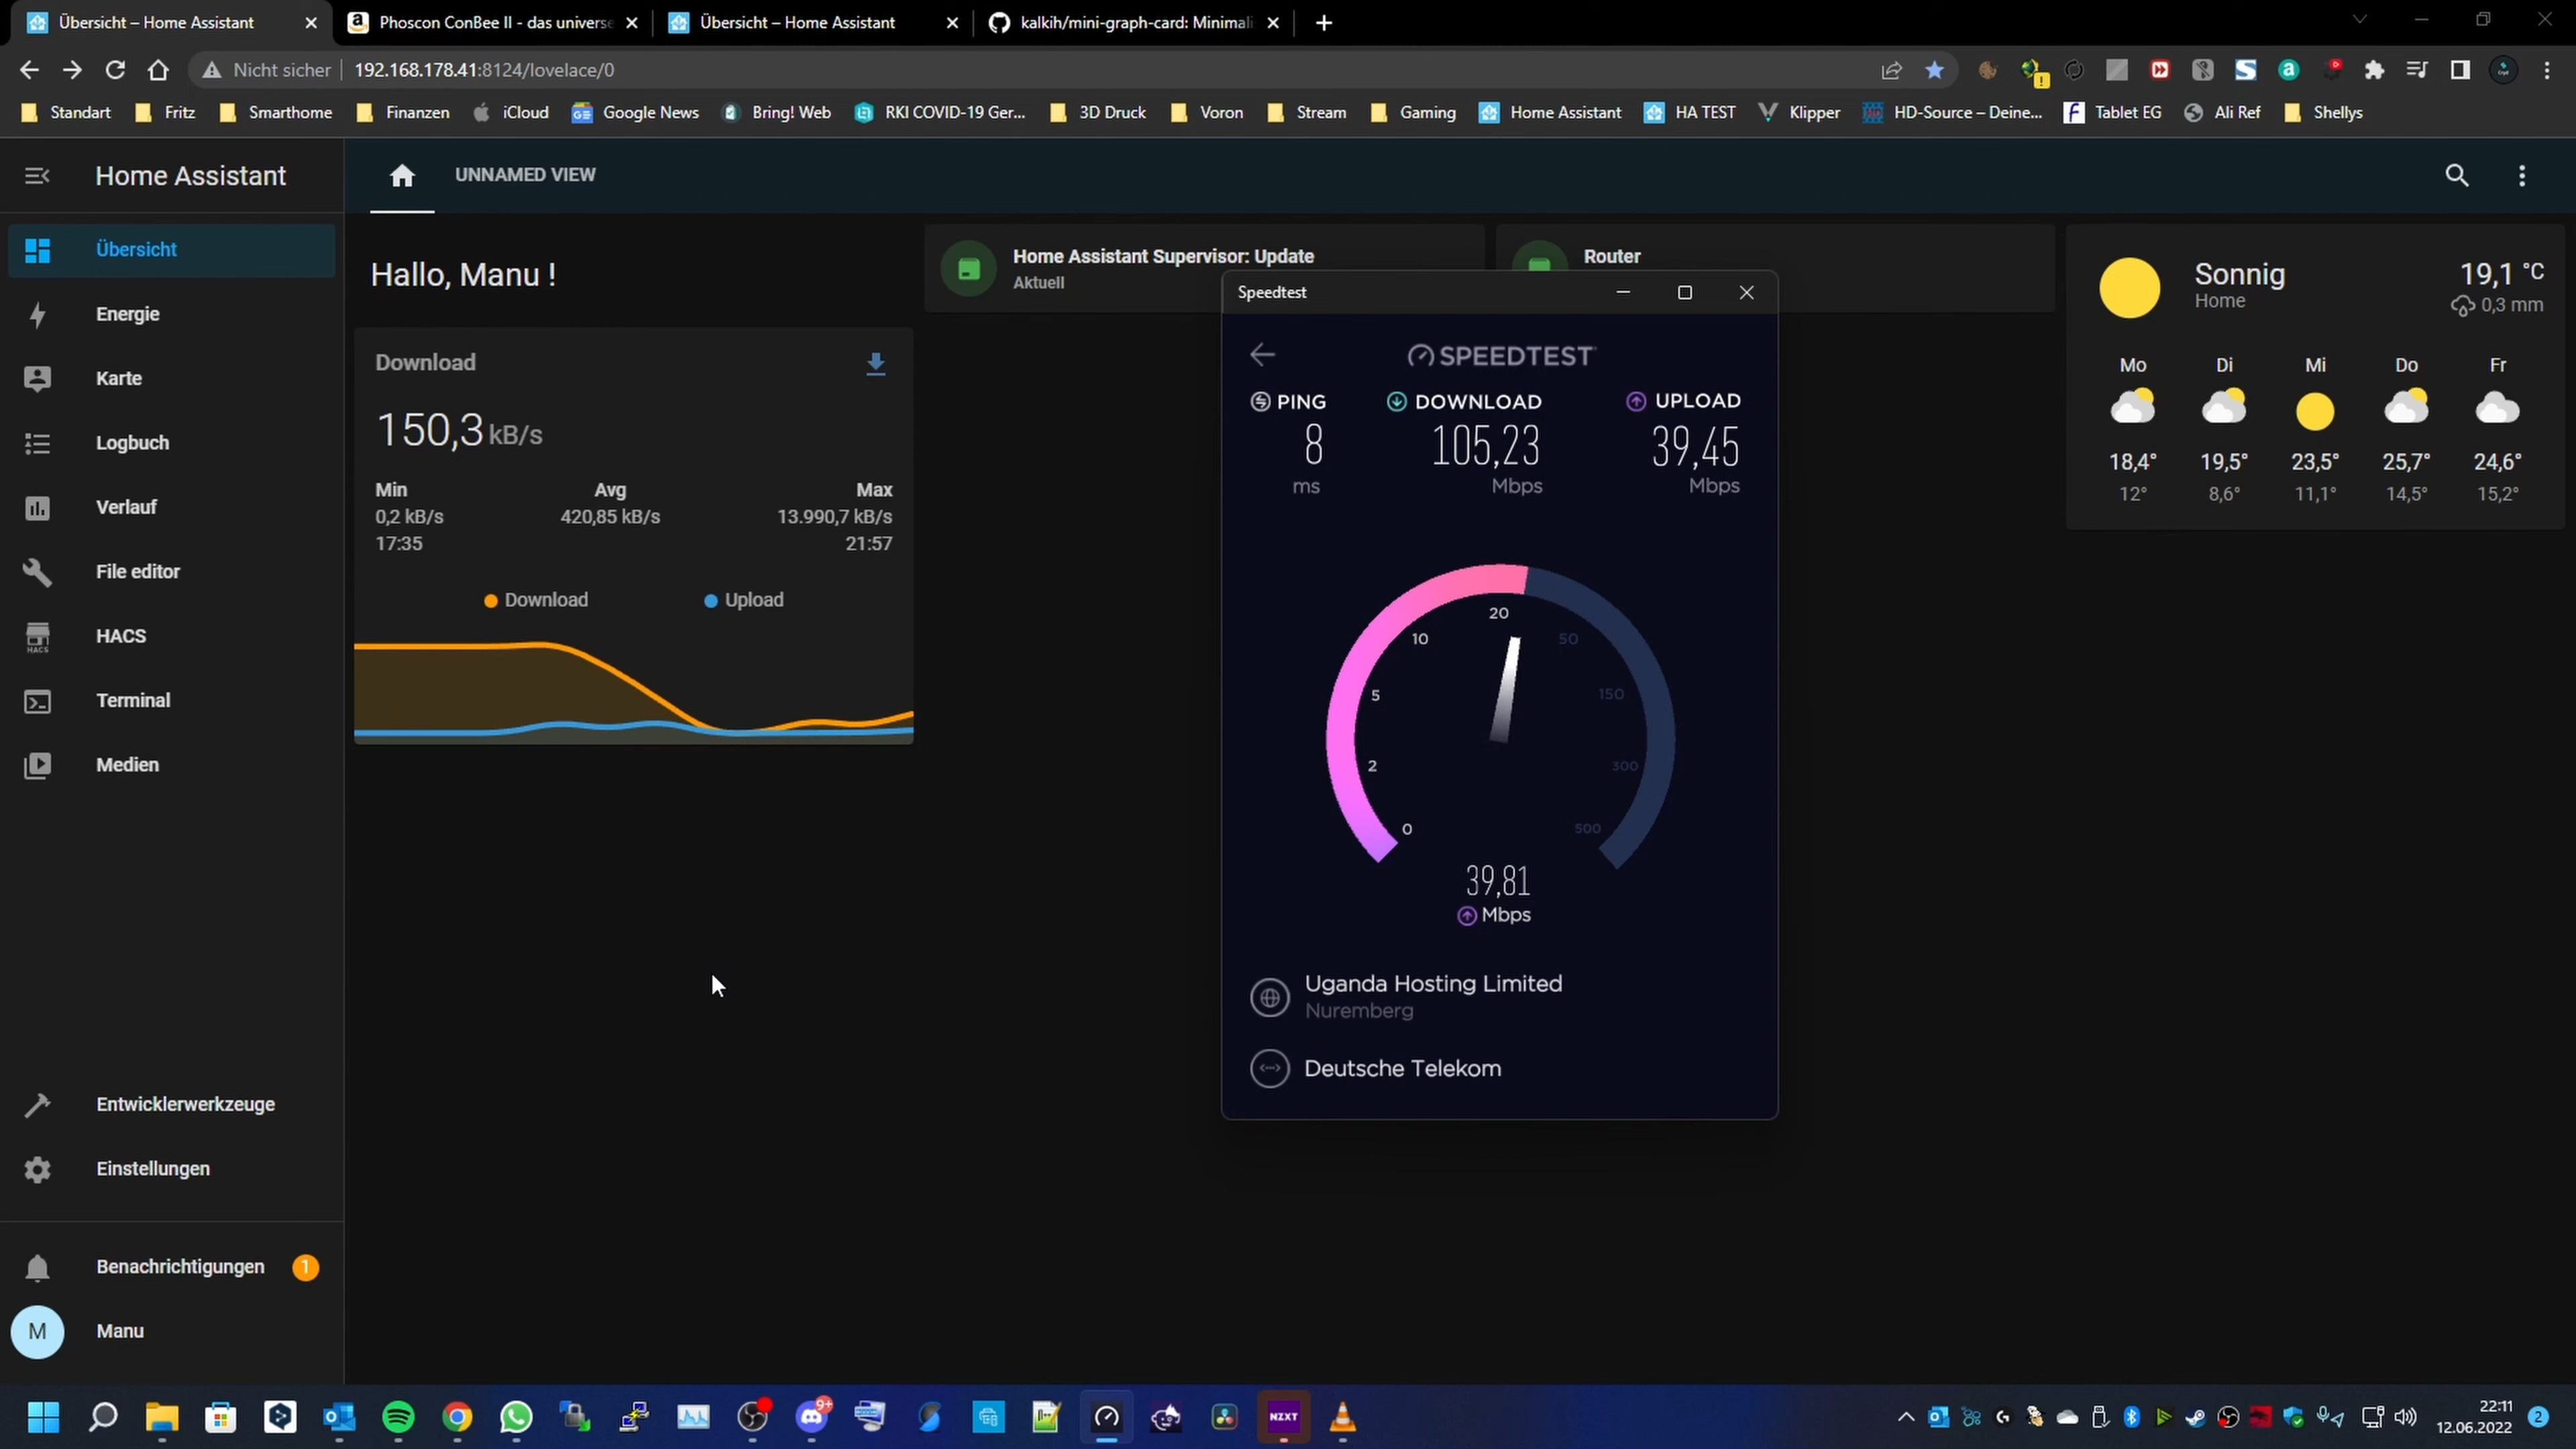 Übersicht – Home Assistant
Phoscon ConBee II - das universe
Übersicht – Home Assistant
kalkih/mini-graph-card: Minimali
Nicht sicher
192.168.178.41:8124/lovelace/0
Standart
Fritz
Smarthome
Finanzen
iCloud
Google News
Bring! Web
RKI COVID-19 Ger...
3D Druck
Voron
Stream
Gaming
Home Assistant
HA TEST
Klipper
HD-Source – Deine...
Tablet EG
Ali Ref
Shellys
Home Assistant
UNNAMED VIEW
Übersicht
Energie
Karte
Logbuch
Verlauf
File editor
HACS
HACS
Terminal
Medien
Entwicklerwerkzeuge
Einstellungen
Benachrichtigungen
1
M
Manu
Hallo, Manu !
Download
150,3 kB/s
Min
Avg
Max
0,2 kB/s
420,85 kB/s
13.990,7 kB/s
17:35
21:57
Download
Upload
Home Assistant Supervisor: Update
Aktuell
Router
Speedtest
SPEEDTEST
PING
DOWNLOAD
UPLOAD
8
105,23
39,45
ms
Mbps
Mbps
20
10
50
5
150
2
300
0
500
39,81
Mbps
Uganda Hosting Limited
Nuremberg
Deutsche Telekom
Sonnig
19,1 °C
Home
0,3 mm
Mo
Di
Mi
Do
Fr
18,4°
19,5°
23,5°
25,7°
24,6°
12°
8,6°
11,1°
14,5°
15,2°
9+
NZXT
22:11
12.06.2022
2